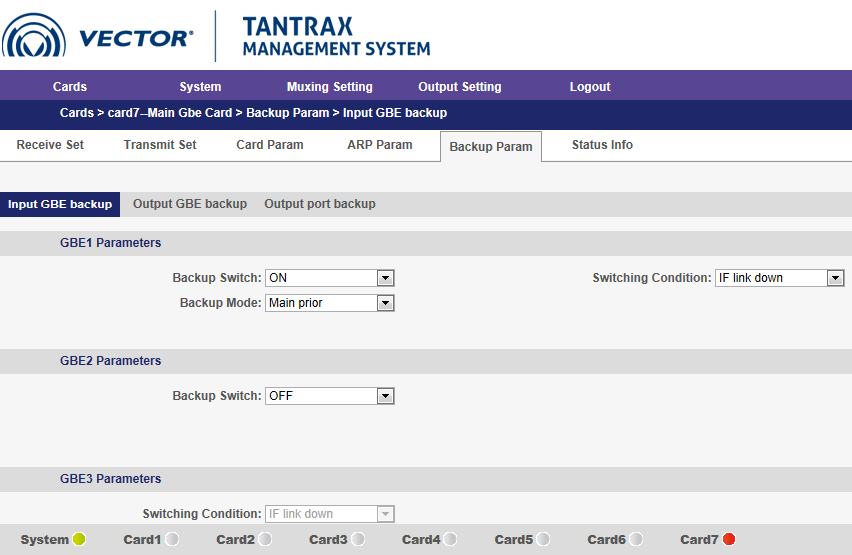 VECTOR®
TANTRAX
MANAGEMENT SYSTEM
Cards System Muxing Setting Output Setting Logout
Cards > card7--Main Gbe Card > Backup Param > Input GBE backup
Receive Set Transmit Set Card Param ARP Param Backup Param Status Info
Input GBE backup Output GBE backup Output port backup
GBE1 Parameters
Backup Switch: ON Switching Condition: IF link down
Backup Mode: Main prior
GBE2 Parameters
Backup Switch: OFF
GBE3 Parameters
Switching Condition: IF link down
System Card1 Card2 Card3 Card4 Card5 Card6 Card7